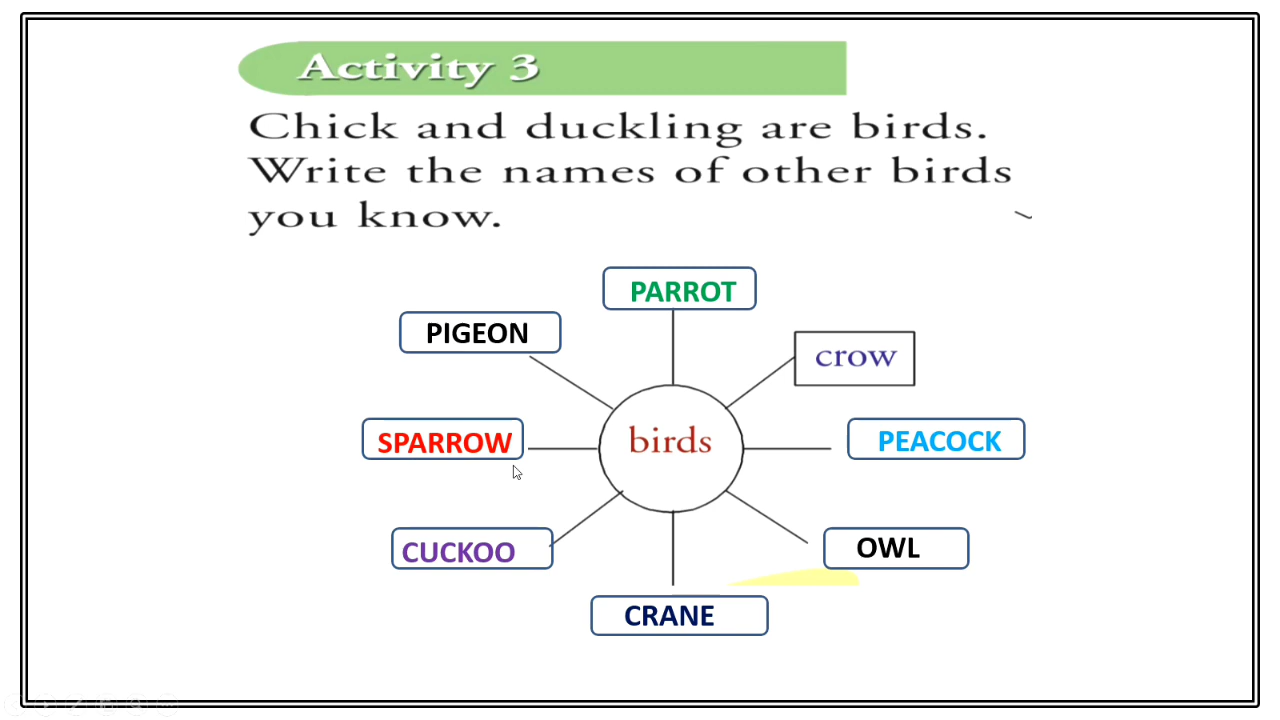 Activity 3
Chick and duckling are birds.
Write the names of other birds
you know.
PARROT
PIGEON
crow
SPARROW
birds
PEACOCK
CUCKOO
OWL
CRANE